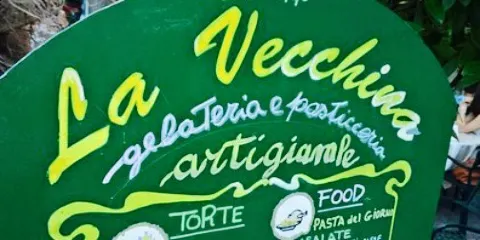 La Vecchina
gelateria e pasticceria
artigianale
TORTE
FOOD
PASTA del GIORNO